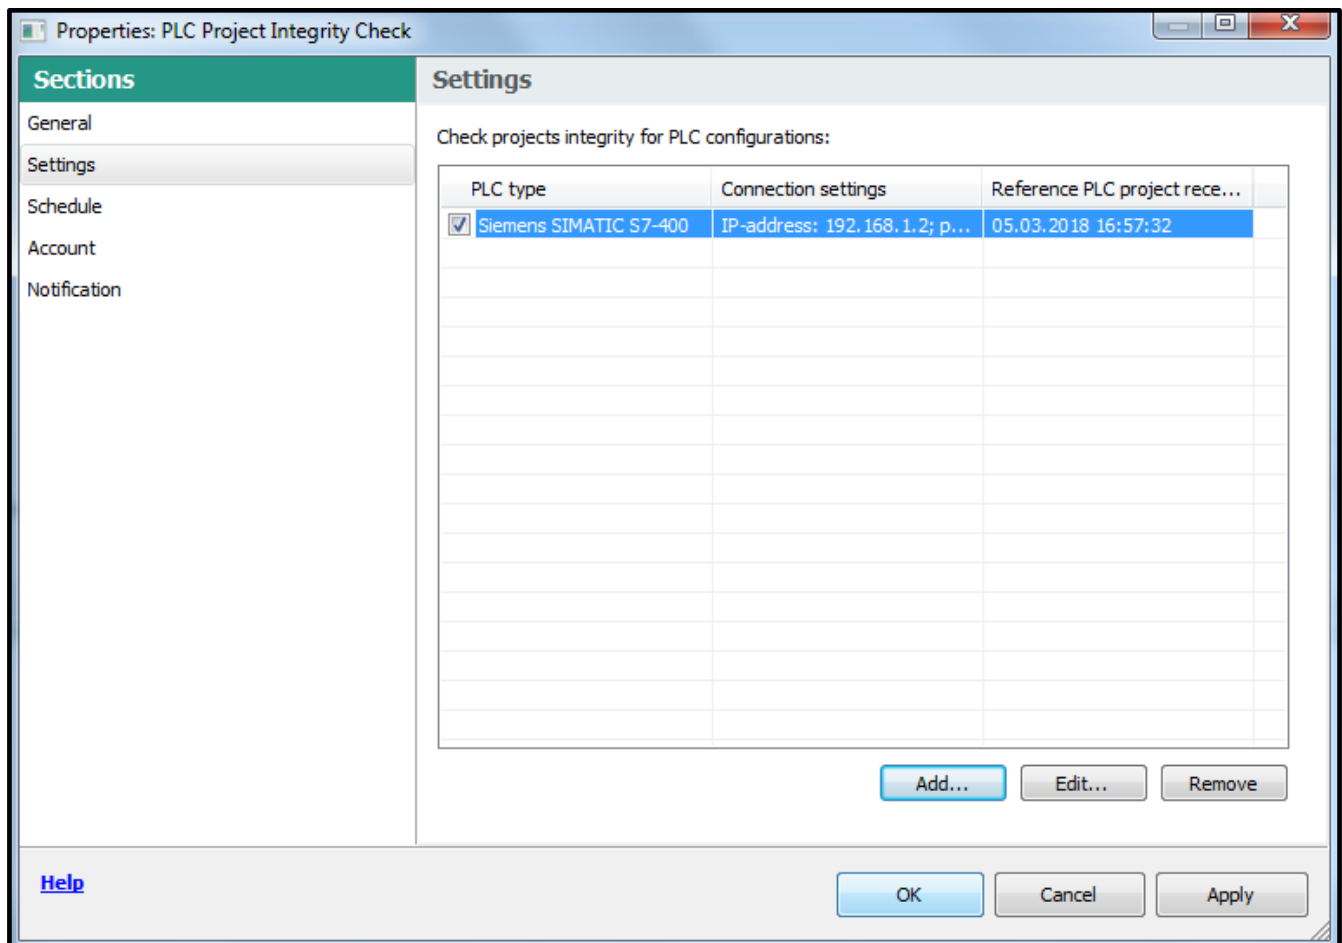 Properties: PLC Project Integrity Check
Sections
General
Settings
Schedule
Account
Notification
Settings
Check projects integrity for PLC configurations:
PLC type Connection settings Reference PLC project rece...
Siemens SIMATIC S7-400 IP-address: 192.168.1.2; p... 05.03.2018 16:57:32
Add... Edit... Remove
Help
OK Cancel Apply